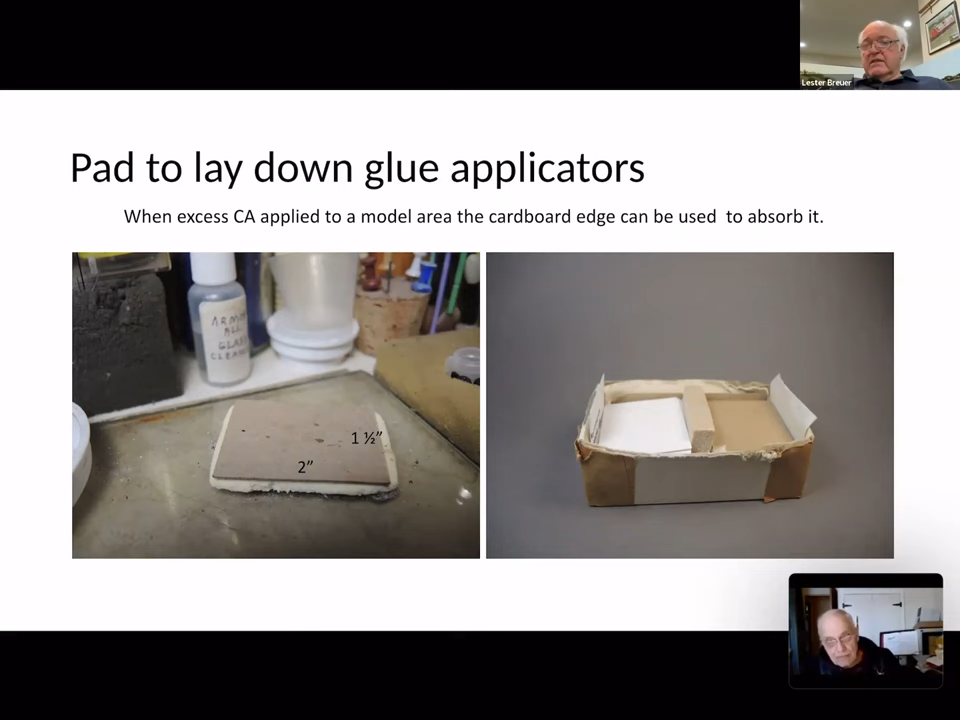 Lester Breuer
Pad to lay down glue applicators
When excess CA applied to a model area the cardboard edge can be used  to absorb it.
ARMOR
ALL
GLASS
CLEANER
1 ½”
2”